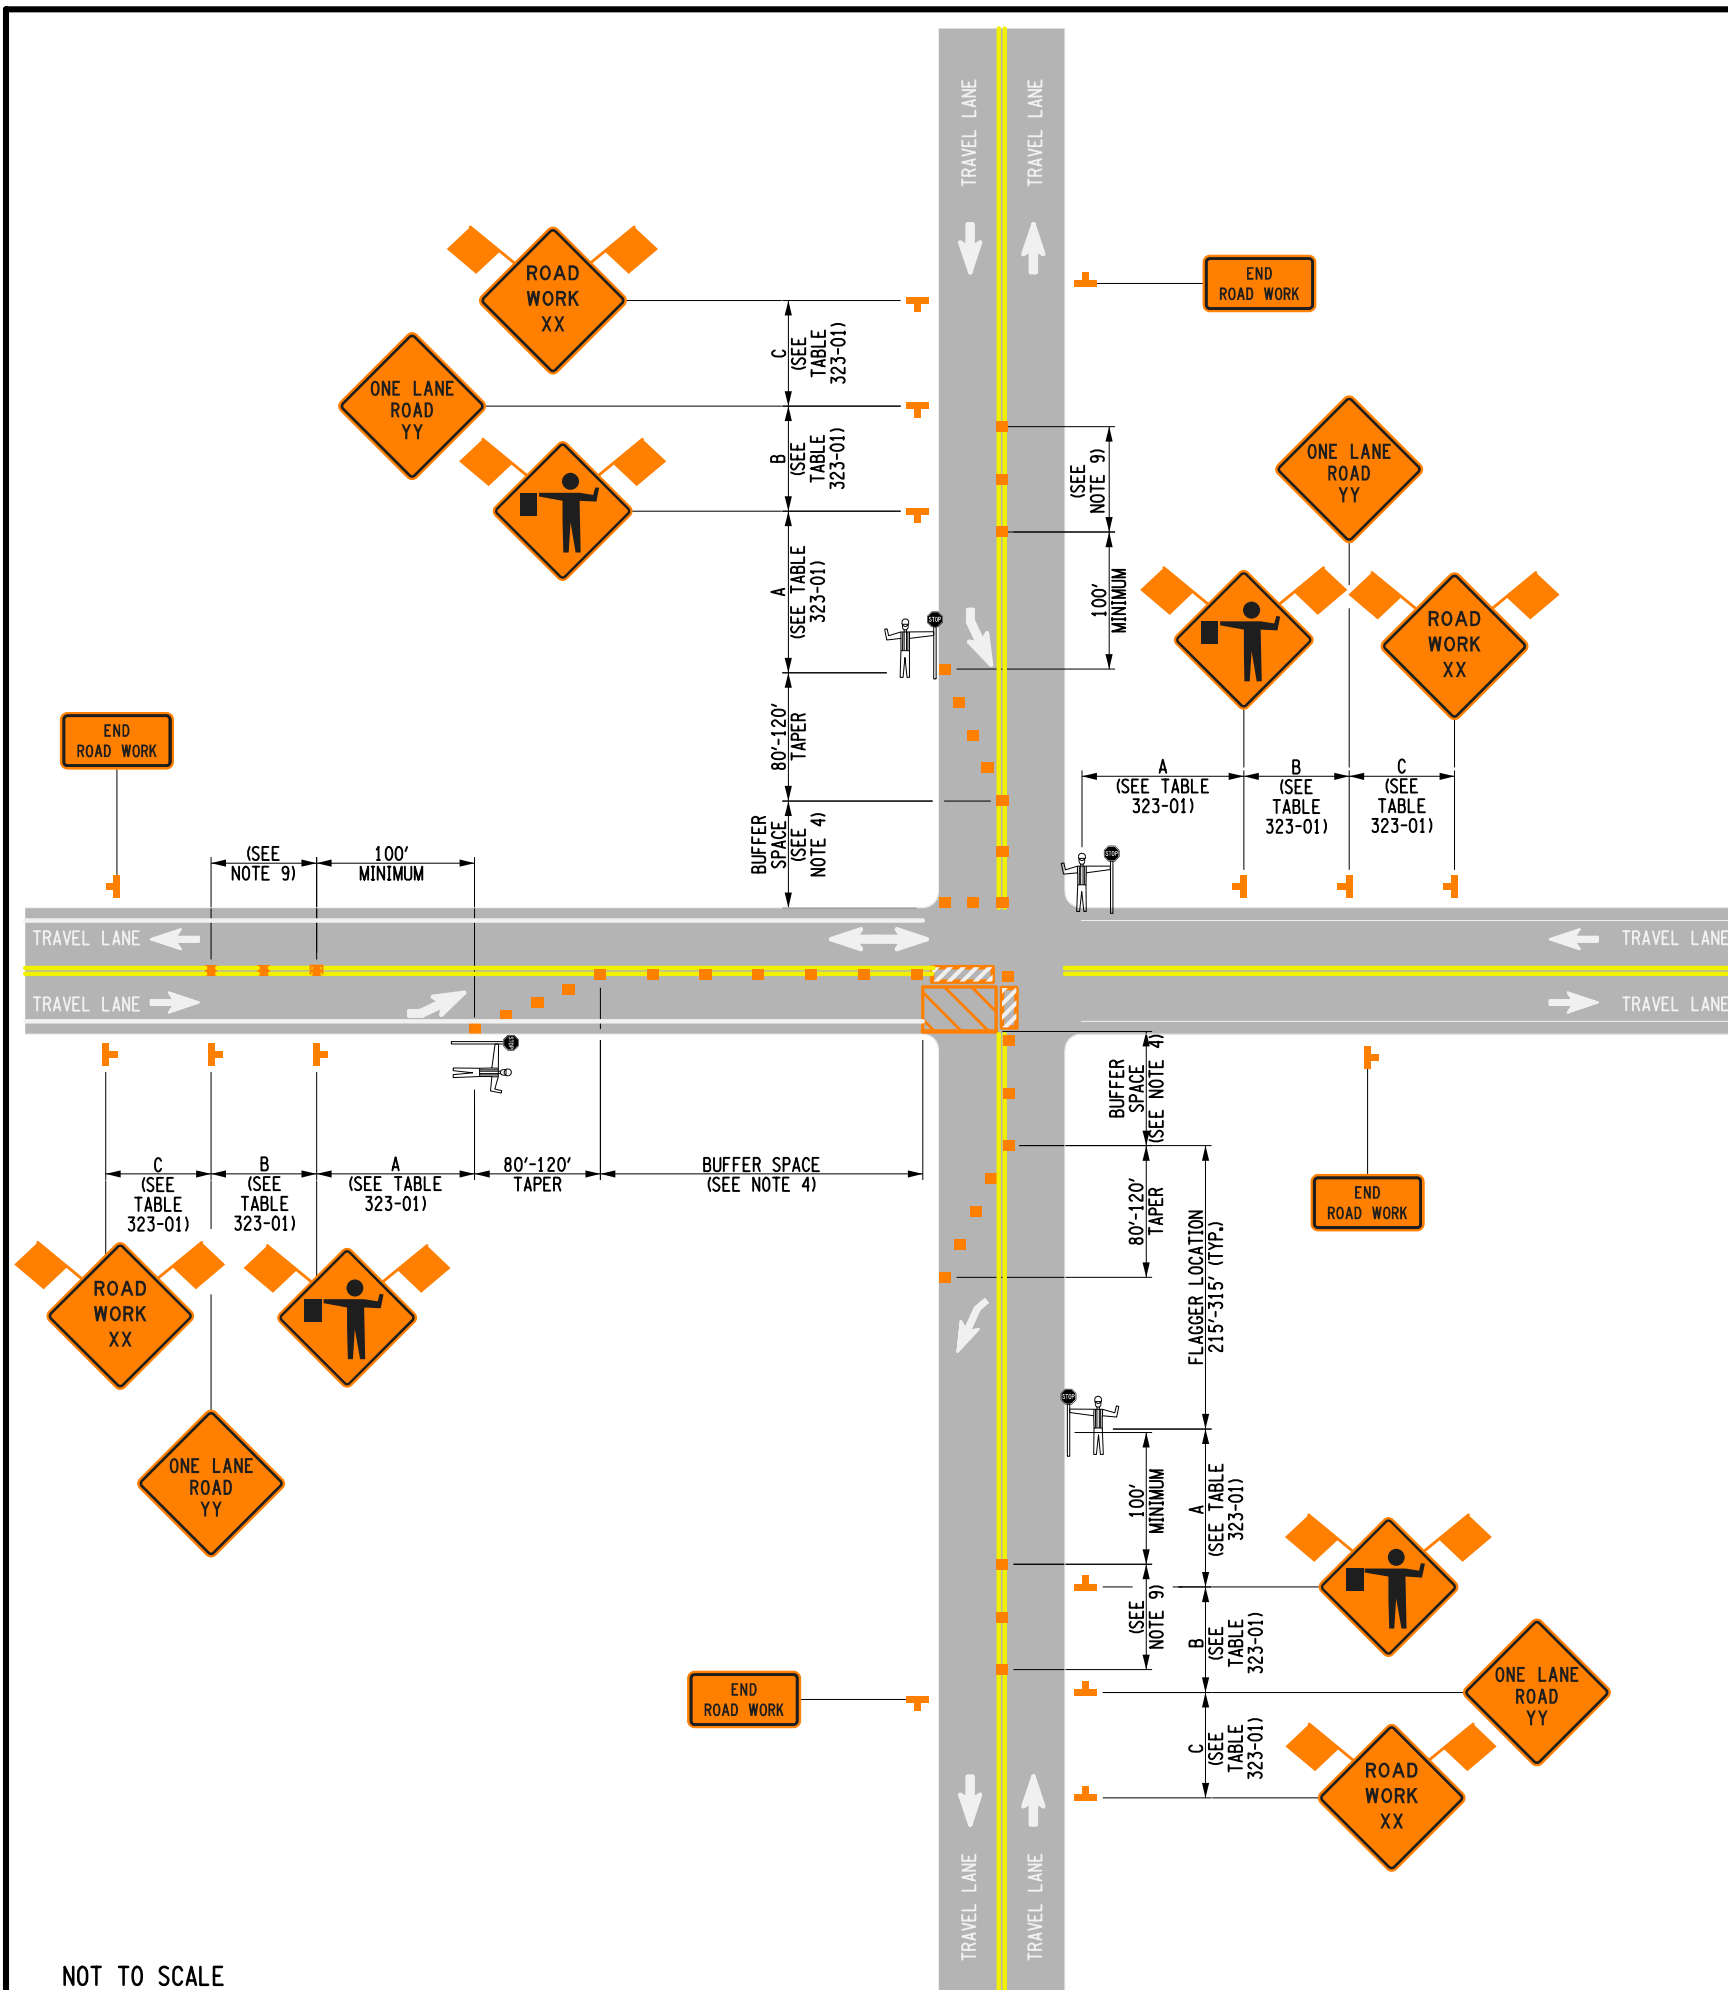 TRAVEL LANE
TRAVEL LANE
ROAD
WORK
XX
END
ROAD WORK
C
(SEE
TABLE
323-01)
ONE LANE
ROAD
YY
B
(SEE
TABLE
323-01)
(SEE
NOTE 9)
ONE LANE
ROAD
YY
A
(SEE TABLE
323-01)
100'
MINIMUM
STOP
ROAD
WORK
XX
80'-120'
TAPER
END
ROAD WORK
A
(SEE TABLE
323-01)
B
(SEE
TABLE
323-01)
C
(SEE
TABLE
323-01)
BUFFER
SPACE
(SEE
NOTE 4)
(SEE
NOTE 9)
100'
MINIMUM
STOP
TRAVEL LANE
TRAVEL LANE
TRAVEL LANE
TRAVEL LANE
STOP
BUFFER
SPACE
(SEE NOTE 4)
C
(SEE
TABLE
323-01)
B
(SEE
TABLE
323-01)
A
(SEE TABLE
323-01)
80'-120'
TAPER
BUFFER SPACE
(SEE NOTE 4)
80'-120'
TAPER
FLAGGER LOCATION
215'-315' (TYP.)
END
ROAD WORK
ROAD
WORK
XX
ONE LANE
ROAD
YY
STOP
100'
MINIMUM
A
(SEE TABLE
323-01)
(SEE
NOTE 9)
B
(SEE
TABLE
323-01)
END
ROAD WORK
ONE LANE
ROAD
YY
C
(SEE
TABLE
323-01)
ROAD
WORK
XX
TRAVEL LANE
TRAVEL LANE
NOT TO SCALE